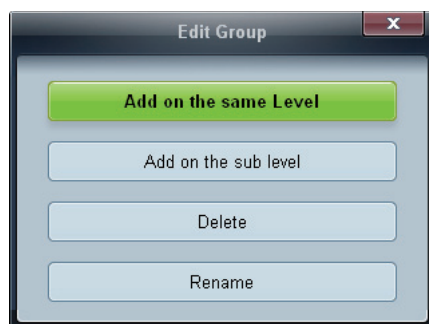 Edit Group
x
Add on the same Level
Add on the sub level
Delete
Rename